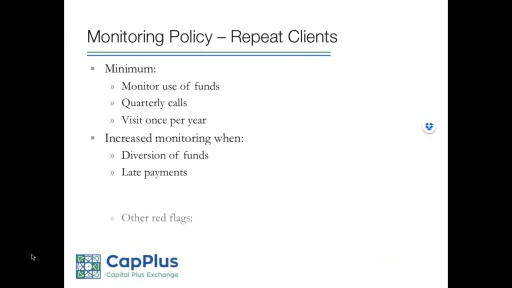 Monitoring Policy – Repeat Clients
▪ Minimum:
» Monitor use of funds
» Quarterly calls
» Visit once per year
▪ Increased monitoring when:
» Diversion of funds
» Late payments
» Other red flags:
CapPlus
Capital Plus Exchange